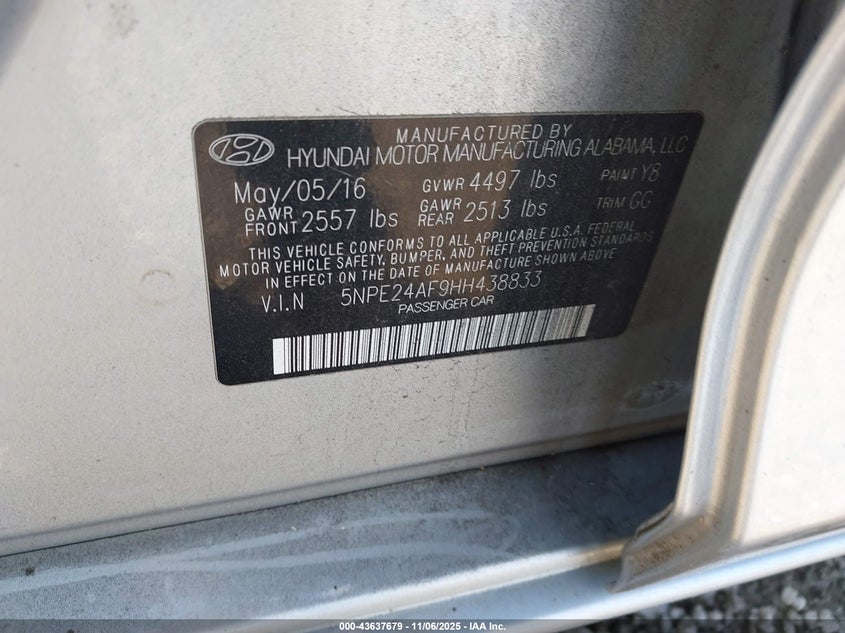 MANUFACTURED BY
HYUNDAI MOTOR MANUFACTURING ALABAMA, LLC
May/05/16 GVWR 4497 lbs PAINT Y8
GAWR FRONT 2557 lbs GAWR REAR 2513 lbs TRIM GG
THIS VEHICLE CONFORMS TO ALL APPLICABLE U.S.A. FEDERAL
MOTOR VEHICLE SAFETY, BUMPER, AND THEFT PREVENTION STANDARDS
IN EFFECT ON THE DATE OF MANUFACTURE SHOWN ABOVE
V.I.N 5NPE24AF9HH438833
PASSENGER CAR
000-43637679 - 11/06/2025 - IAA Inc.